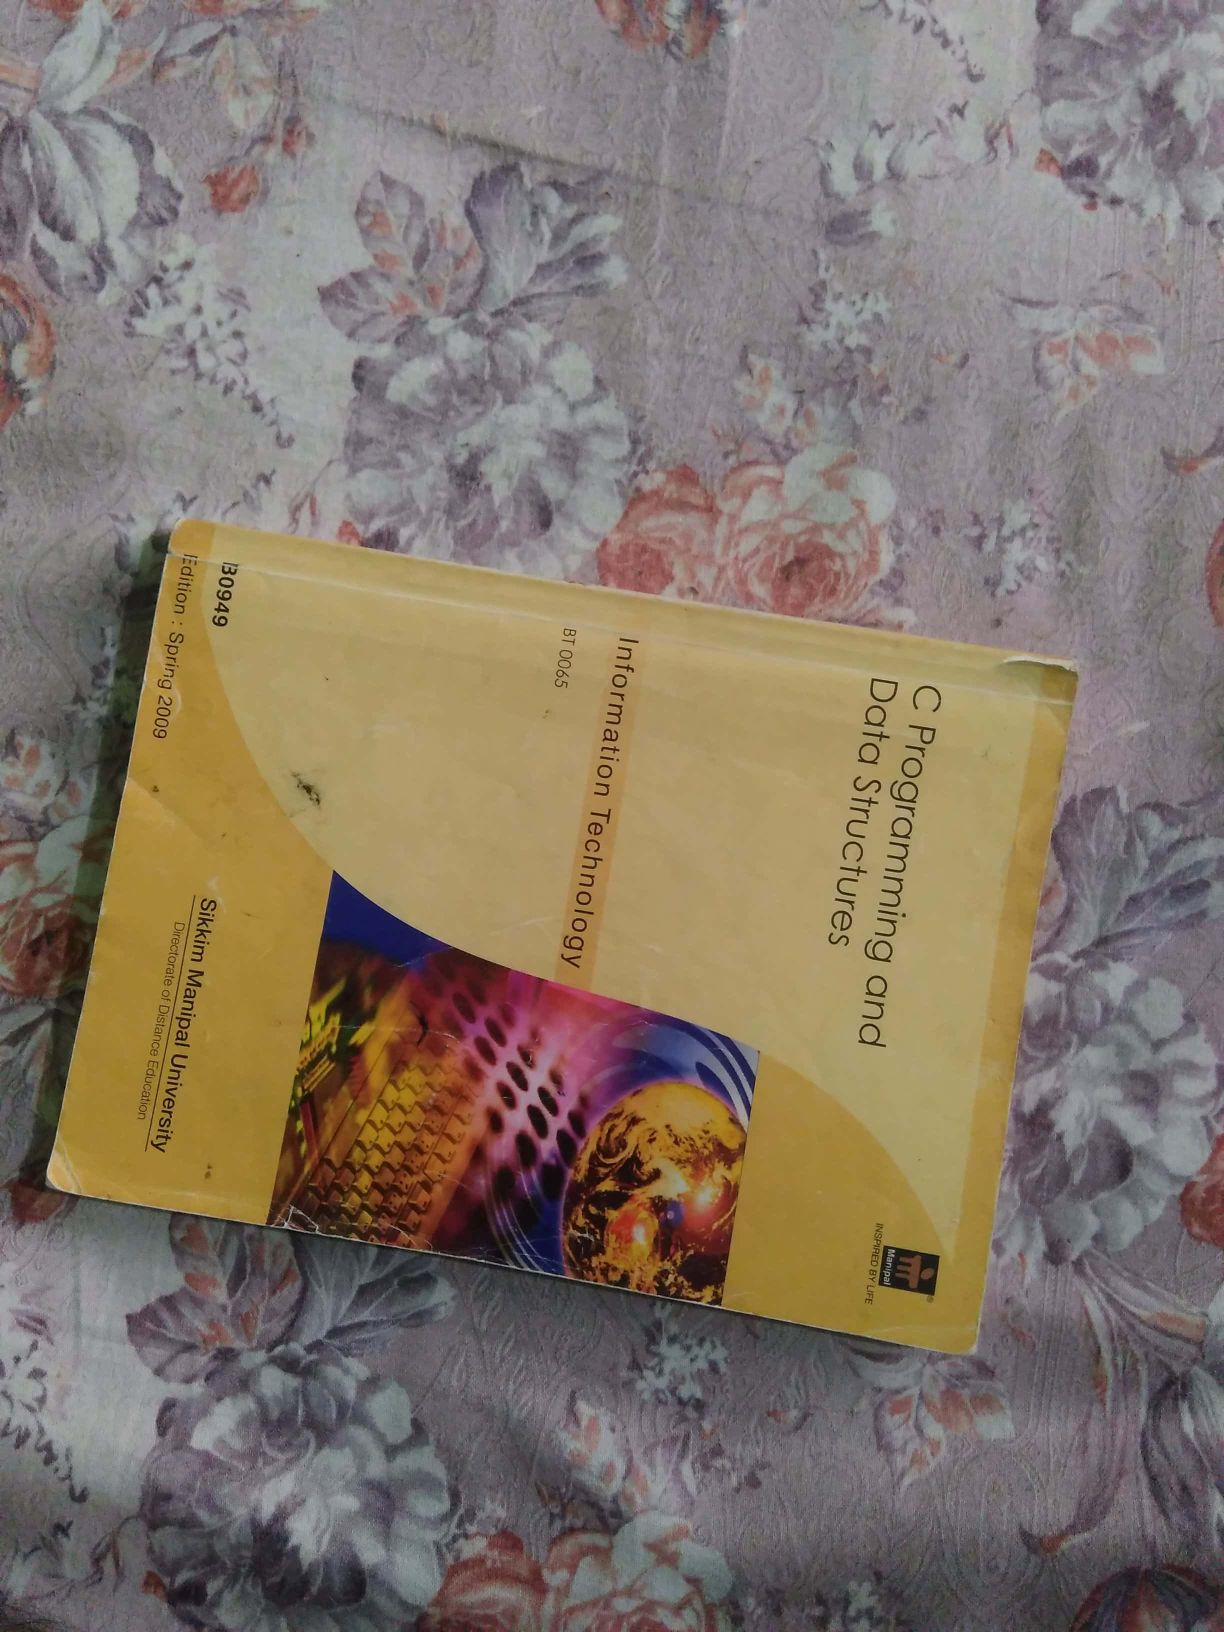 C Programming and
Data Structures
Information Technology
BT 0065
Manipal
INSPIRED BY LIFE
B0949
Edition : Spring 2009
Sikkim Manipal University
Directorate of Distance Education